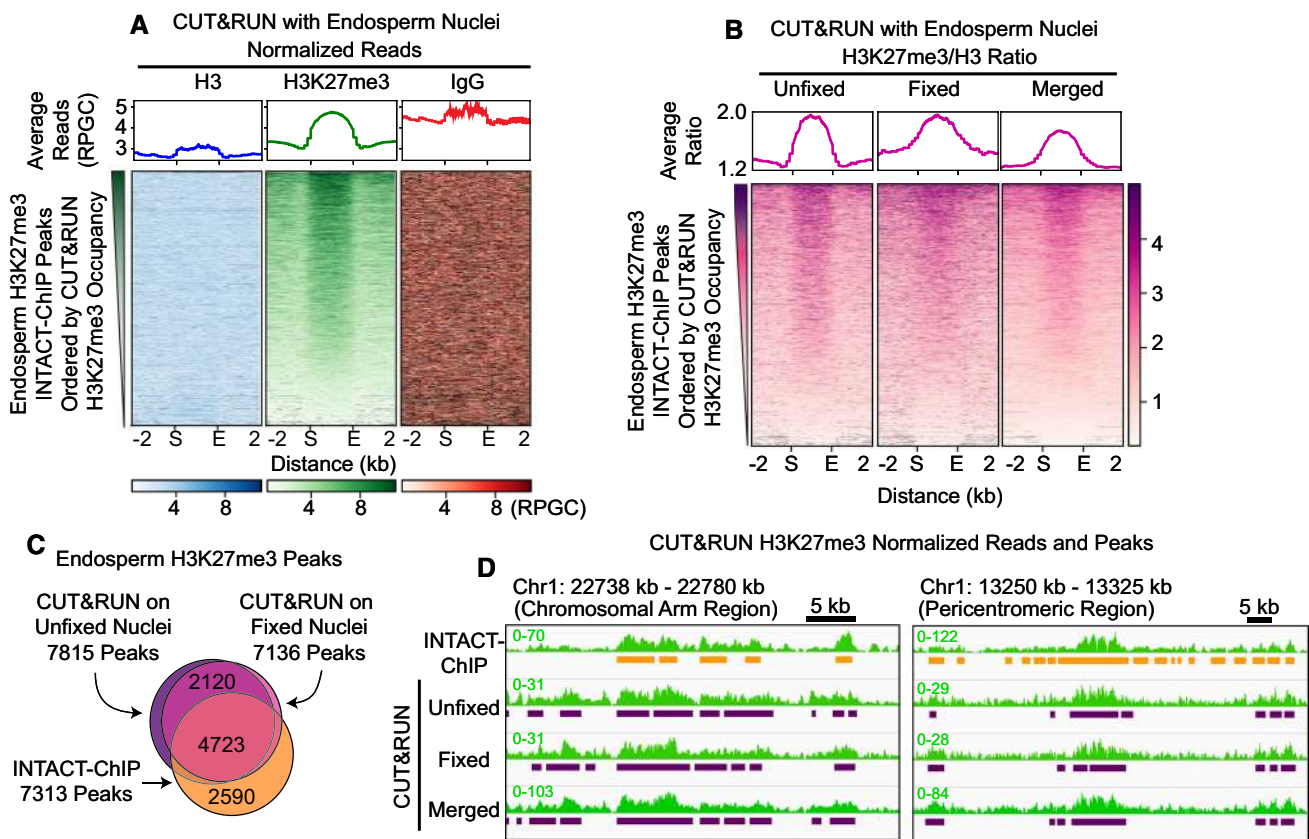 A
CUT&RUN with Endosperm Nuclei
Normalized Reads
H3
H3K27me3
IgG
Average
Reads
(RPGC)
5
4
3
Endosperm H3K27me3
INTACT-ChIP Peaks
Ordered by CUT&RUN
H3K27me3 Occupancy
-2 S E 2
-2 S E 2
-2 S E 2
Distance (kb)
4 8
4 8
4 8 (RPGC)
B
CUT&RUN with Endosperm Nuclei
H3K27me3/H3 Ratio
Unfixed
Fixed
Merged
Average
Ratio
2.0
1.2
Endosperm H3K27me3
INTACT-ChIP Peaks
Ordered by CUT&RUN
H3K27me3 Occupancy
4
3
2
1
-2 S E 2
-2 S E 2
-2 S E 2
Distance (kb)
C
Endosperm H3K27me3 Peaks
CUT&RUN on
Unfixed Nuclei
7815 Peaks
CUT&RUN on
Fixed Nuclei
7136 Peaks
2120
4723
2590
INTACT-ChIP
7313 Peaks
D
CUT&RUN H3K27me3 Normalized Reads and Peaks
Chr1: 22738 kb - 22780 kb
(Chromosomal Arm Region)
5 kb
Chr1: 13250 kb - 13325 kb
(Pericentromeric Region)
5 kb
INTACT-
ChIP
CUT&RUN
Unfixed
Fixed
Merged
0-70
0-31
0-31
0-103
0-122
0-29
0-28
0-84